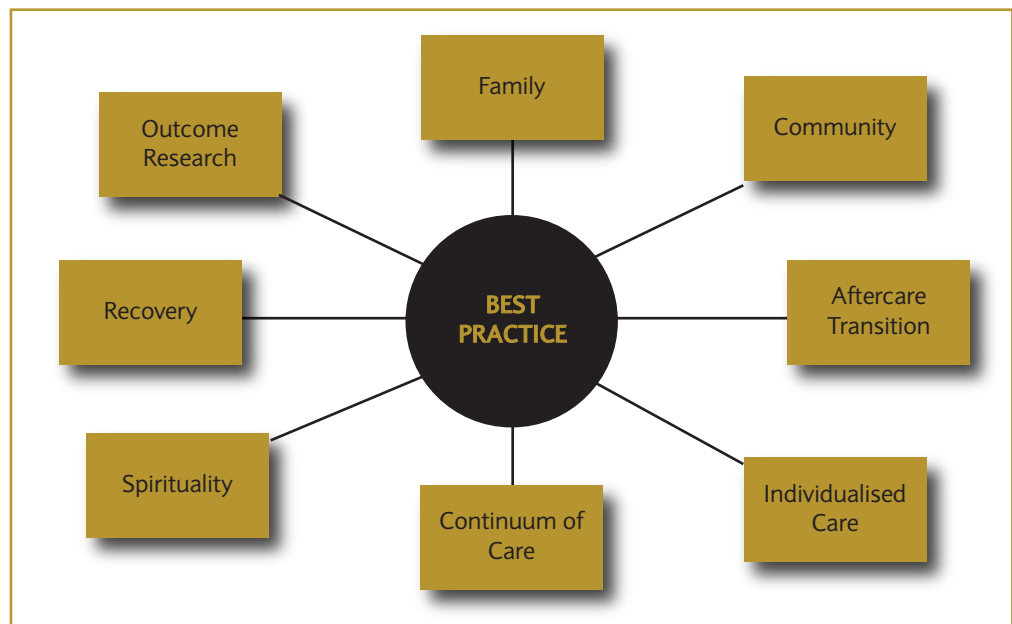 Family
Community
Outcome
Research
Aftercare
Transition
Recovery
BEST
PRACTICE
Spirituality
Individualised
Care
Continuum of
Care